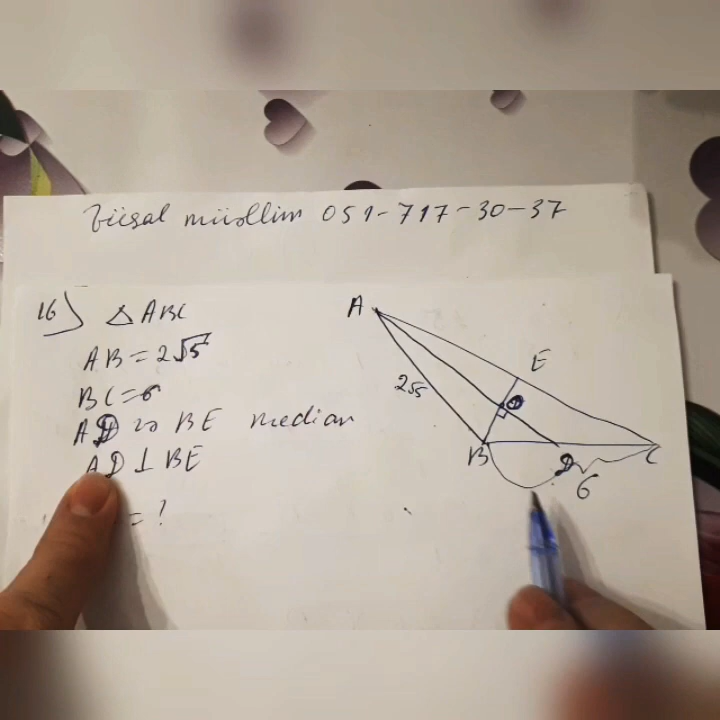 Vüsal müəllim 051-717-30-37
16) △ABC
AB=2√5
BC=6
AD və BE median
AD⊥BE
=?
A
E
2√5
B
D
C
6